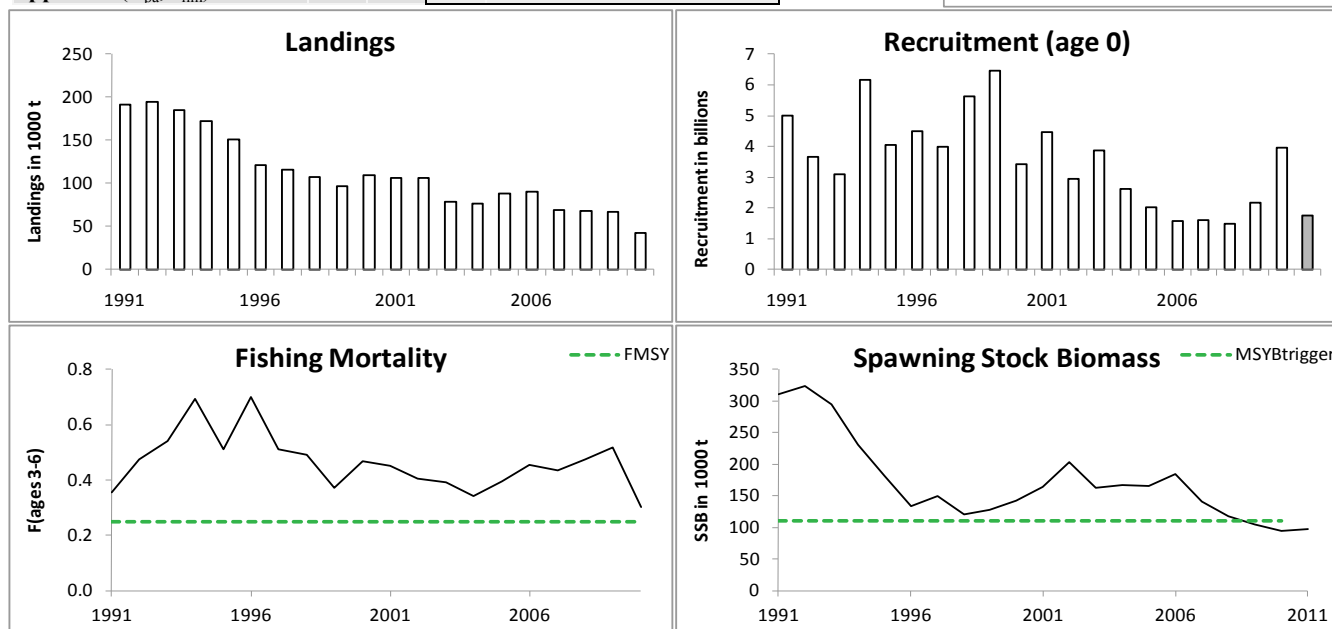 Landings
250
200
150
100
50
0
Landings in 1000 t
1991 1996 2001 2006
Recruitment (age 0)
7
6
5
4
3
2
1
0
Recruitment in billions
1991 1996 2001 2006
Fishing Mortality
FMSY
0.8
0.6
0.4
0.2
0.0
F(ages 3-6)
1991 1996 2001 2006
Spawning Stock Biomass
MSYBtrigger
350
300
250
200
150
100
50
0
SSB in 1000 t
1991 1996 2001 2006 2011